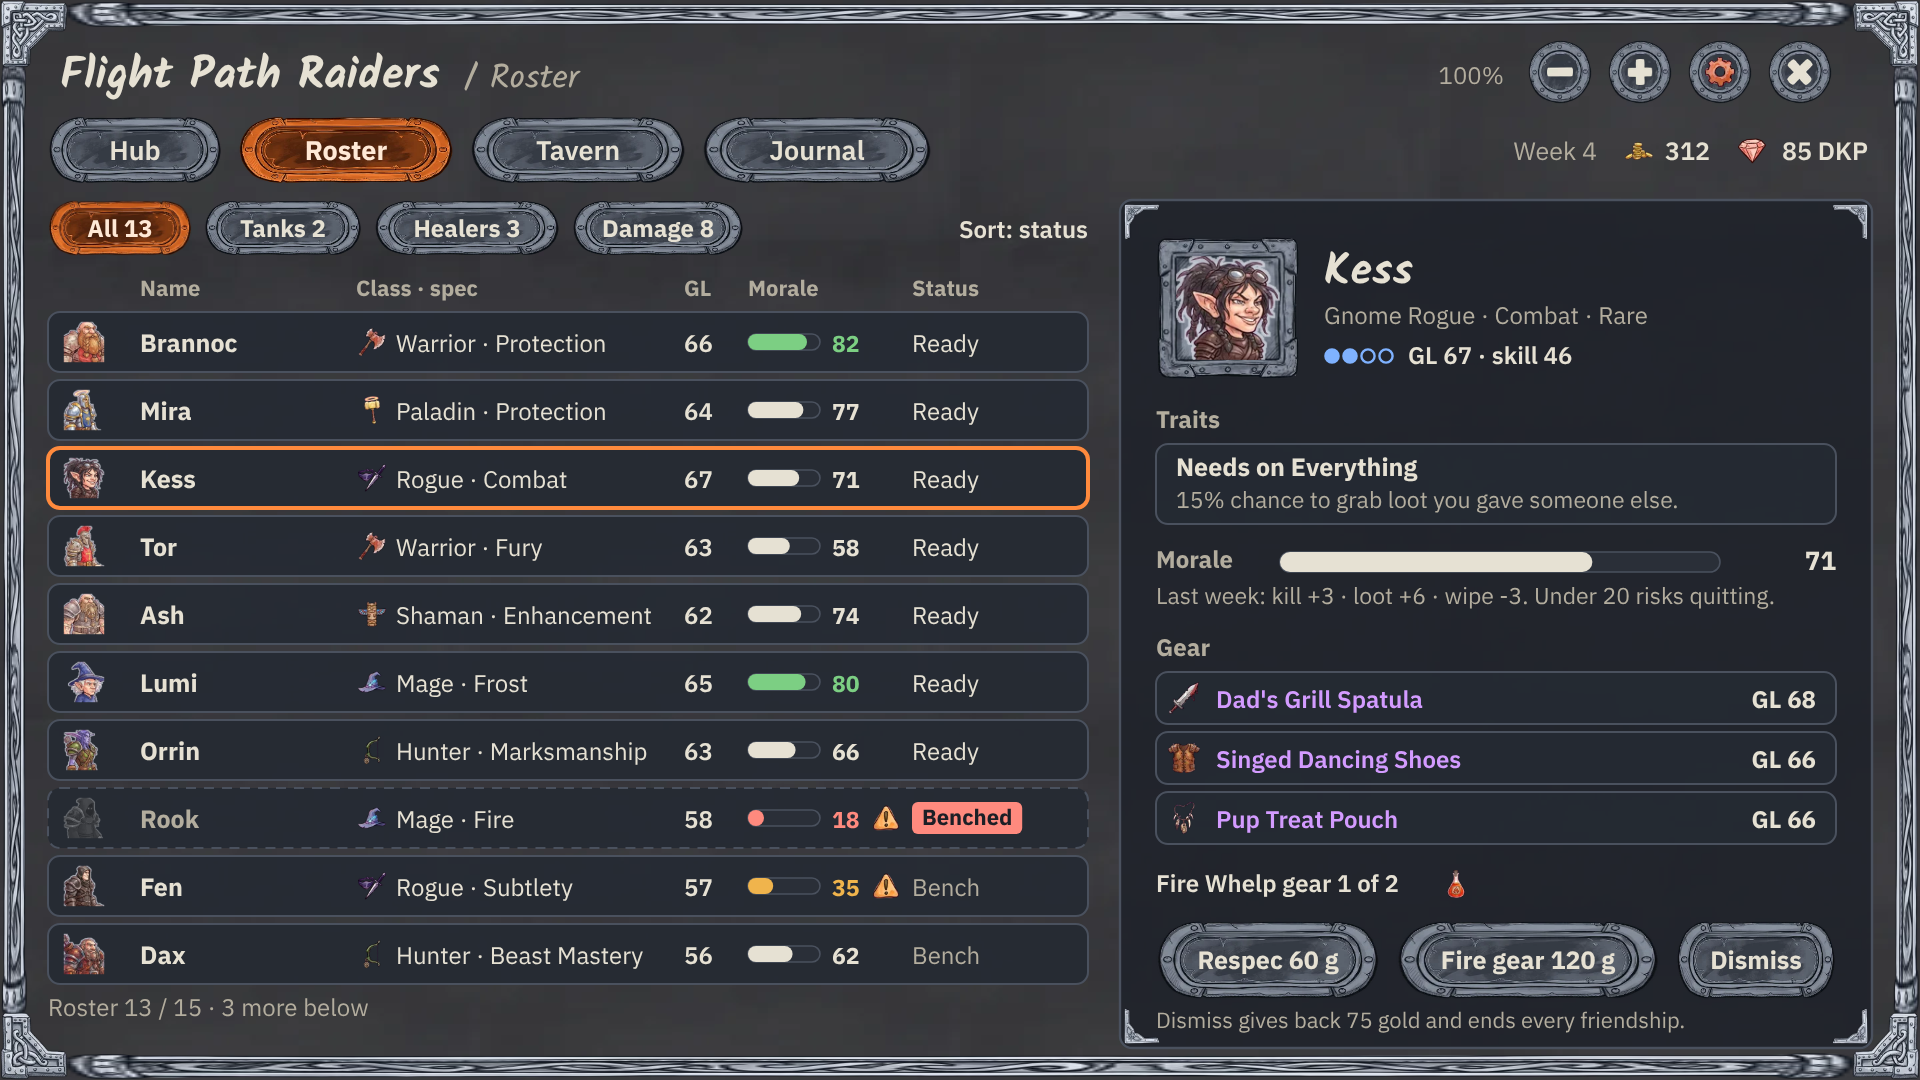 Flight Path Raiders / Roster
100%
Hub Roster Tavern Journal
Week 4 312 85 DKP
All 13 Tanks 2 Healers 3 Damage 8 Sort: status
Name Class · spec GL Morale Status
Brannoc Warrior · Protection 66 82 Ready
Mira Paladin · Protection 64 77 Ready
Kess Rogue · Combat 67 71 Ready
Tor Warrior · Fury 63 58 Ready
Ash Shaman · Enhancement 62 74 Ready
Lumi Mage · Frost 65 80 Ready
Orrin Hunter · Marksmanship 63 66 Ready
Rook Mage · Fire 58 18 Benched
Fen Rogue · Subtlety 57 35 Bench
Dax Hunter · Beast Mastery 56 62 Bench
Roster 13 / 15 · 3 more below
Kess
Gnome Rogue · Combat · Rare
GL 67 · skill 46
Traits
Needs on Everything
15% chance to grab loot you gave someone else.
Morale 71
Last week: kill +3 · loot +6 · wipe -3. Under 20 risks quitting.
Gear
Dad's Grill Spatula GL 68
Singed Dancing Shoes GL 66
Pup Treat Pouch GL 66
Fire Whelp gear 1 of 2
Respec 60 g Fire gear 120 g Dismiss
Dismiss gives back 75 gold and ends every friendship.